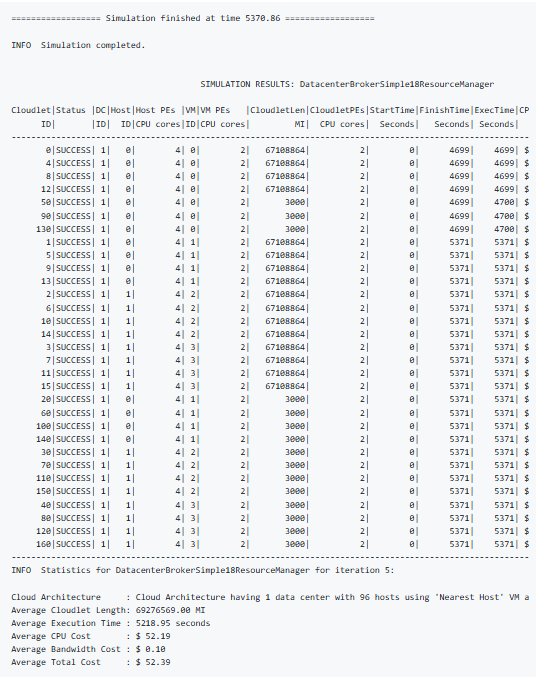 ================== Simulation finished at time 5370.86 ==================
INFO  Simulation completed.
SIMULATION RESULTS: DatacenterBrokerSimple18ResourceManager
Cloudlet|Status |DC|Host|Host PEs |VM|VM PEs   |CloudletLen|CloudletPEs|StartTime|FinishTime|ExecTime|CP
ID|       |ID|  ID|CPU cores|ID|CPU cores|         MI|  CPU cores|  Seconds|   Seconds| Seconds|
-----------------------------------------------------------------------------------------------------
0|SUCCESS| 1|   0|        4| 0|        2|   67108864|          2|        0|      4699|    4699| $
4|SUCCESS| 1|   0|        4| 0|        2|   67108864|          2|        0|      4699|    4699| $
8|SUCCESS| 1|   0|        4| 0|        2|   67108864|          2|        0|      4699|    4699| $
12|SUCCESS| 1|   0|        4| 0|        2|   67108864|          2|        0|      4699|    4699| $
50|SUCCESS| 1|   0|        4| 0|        2|       3000|          2|        0|      4699|    4700| $
90|SUCCESS| 1|   0|        4| 0|        2|       3000|          2|        0|      4699|    4700| $
130|SUCCESS| 1|   0|        4| 0|        2|       3000|          2|        0|      4699|    4700| $
1|SUCCESS| 1|   0|        4| 1|        2|   67108864|          2|        0|      5371|    5371| $
5|SUCCESS| 1|   0|        4| 1|        2|   67108864|          2|        0|      5371|    5371| $
9|SUCCESS| 1|   0|        4| 1|        2|   67108864|          2|        0|      5371|    5371| $
13|SUCCESS| 1|   0|        4| 1|        2|   67108864|          2|        0|      5371|    5371| $
2|SUCCESS| 1|   1|        4| 2|        2|   67108864|          2|        0|      5371|    5371| $
6|SUCCESS| 1|   1|        4| 2|        2|   67108864|          2|        0|      5371|    5371| $
10|SUCCESS| 1|   1|        4| 2|        2|   67108864|          2|        0|      5371|    5371| $
14|SUCCESS| 1|   1|        4| 2|        2|   67108864|          2|        0|      5371|    5371| $
3|SUCCESS| 1|   1|        4| 3|        2|   67108864|          2|        0|      5371|    5371| $
7|SUCCESS| 1|   1|        4| 3|        2|   67108864|          2|        0|      5371|    5371| $
11|SUCCESS| 1|   1|        4| 3|        2|   67108864|          2|        0|      5371|    5371| $
15|SUCCESS| 1|   1|        4| 3|        2|   67108864|          2|        0|      5371|    5371| $
20|SUCCESS| 1|   0|        4| 1|        2|       3000|          2|        0|      5371|    5371| $
60|SUCCESS| 1|   0|        4| 1|        2|       3000|          2|        0|      5371|    5371| $
100|SUCCESS| 1|   0|        4| 1|        2|       3000|          2|        0|      5371|    5371| $
140|SUCCESS| 1|   0|        4| 1|        2|       3000|          2|        0|      5371|    5371| $
30|SUCCESS| 1|   1|        4| 2|        2|       3000|          2|        0|      5371|    5371| $
70|SUCCESS| 1|   1|        4| 2|        2|       3000|          2|        0|      5371|    5371| $
110|SUCCESS| 1|   1|        4| 2|        2|       3000|          2|        0|      5371|    5371| $
150|SUCCESS| 1|   1|        4| 2|        2|       3000|          2|        0|      5371|    5371| $
40|SUCCESS| 1|   1|        4| 3|        2|       3000|          2|        0|      5371|    5371| $
80|SUCCESS| 1|   1|        4| 3|        2|       3000|          2|        0|      5371|    5371| $
120|SUCCESS| 1|   1|        4| 3|        2|       3000|          2|        0|      5371|    5371| $
160|SUCCESS| 1|   1|        4| 3|        2|       3000|          2|        0|      5371|    5371| $
-----------------------------------------------------------------------------------------------------
INFO  Statistics for DatacenterBrokerSimple18ResourceManager for iteration 5:
Cloud Architecture     : Cloud Architecture having 1 data center with 96 hosts using 'Nearest Host' VM a
Average Cloudlet Length: 69276569.00 MI
Average Execution Time : 5218.95 seconds
Average CPU Cost       : $ 52.19
Average Bandwidth Cost : $ 0.10
Average Total Cost     : $ 52.39